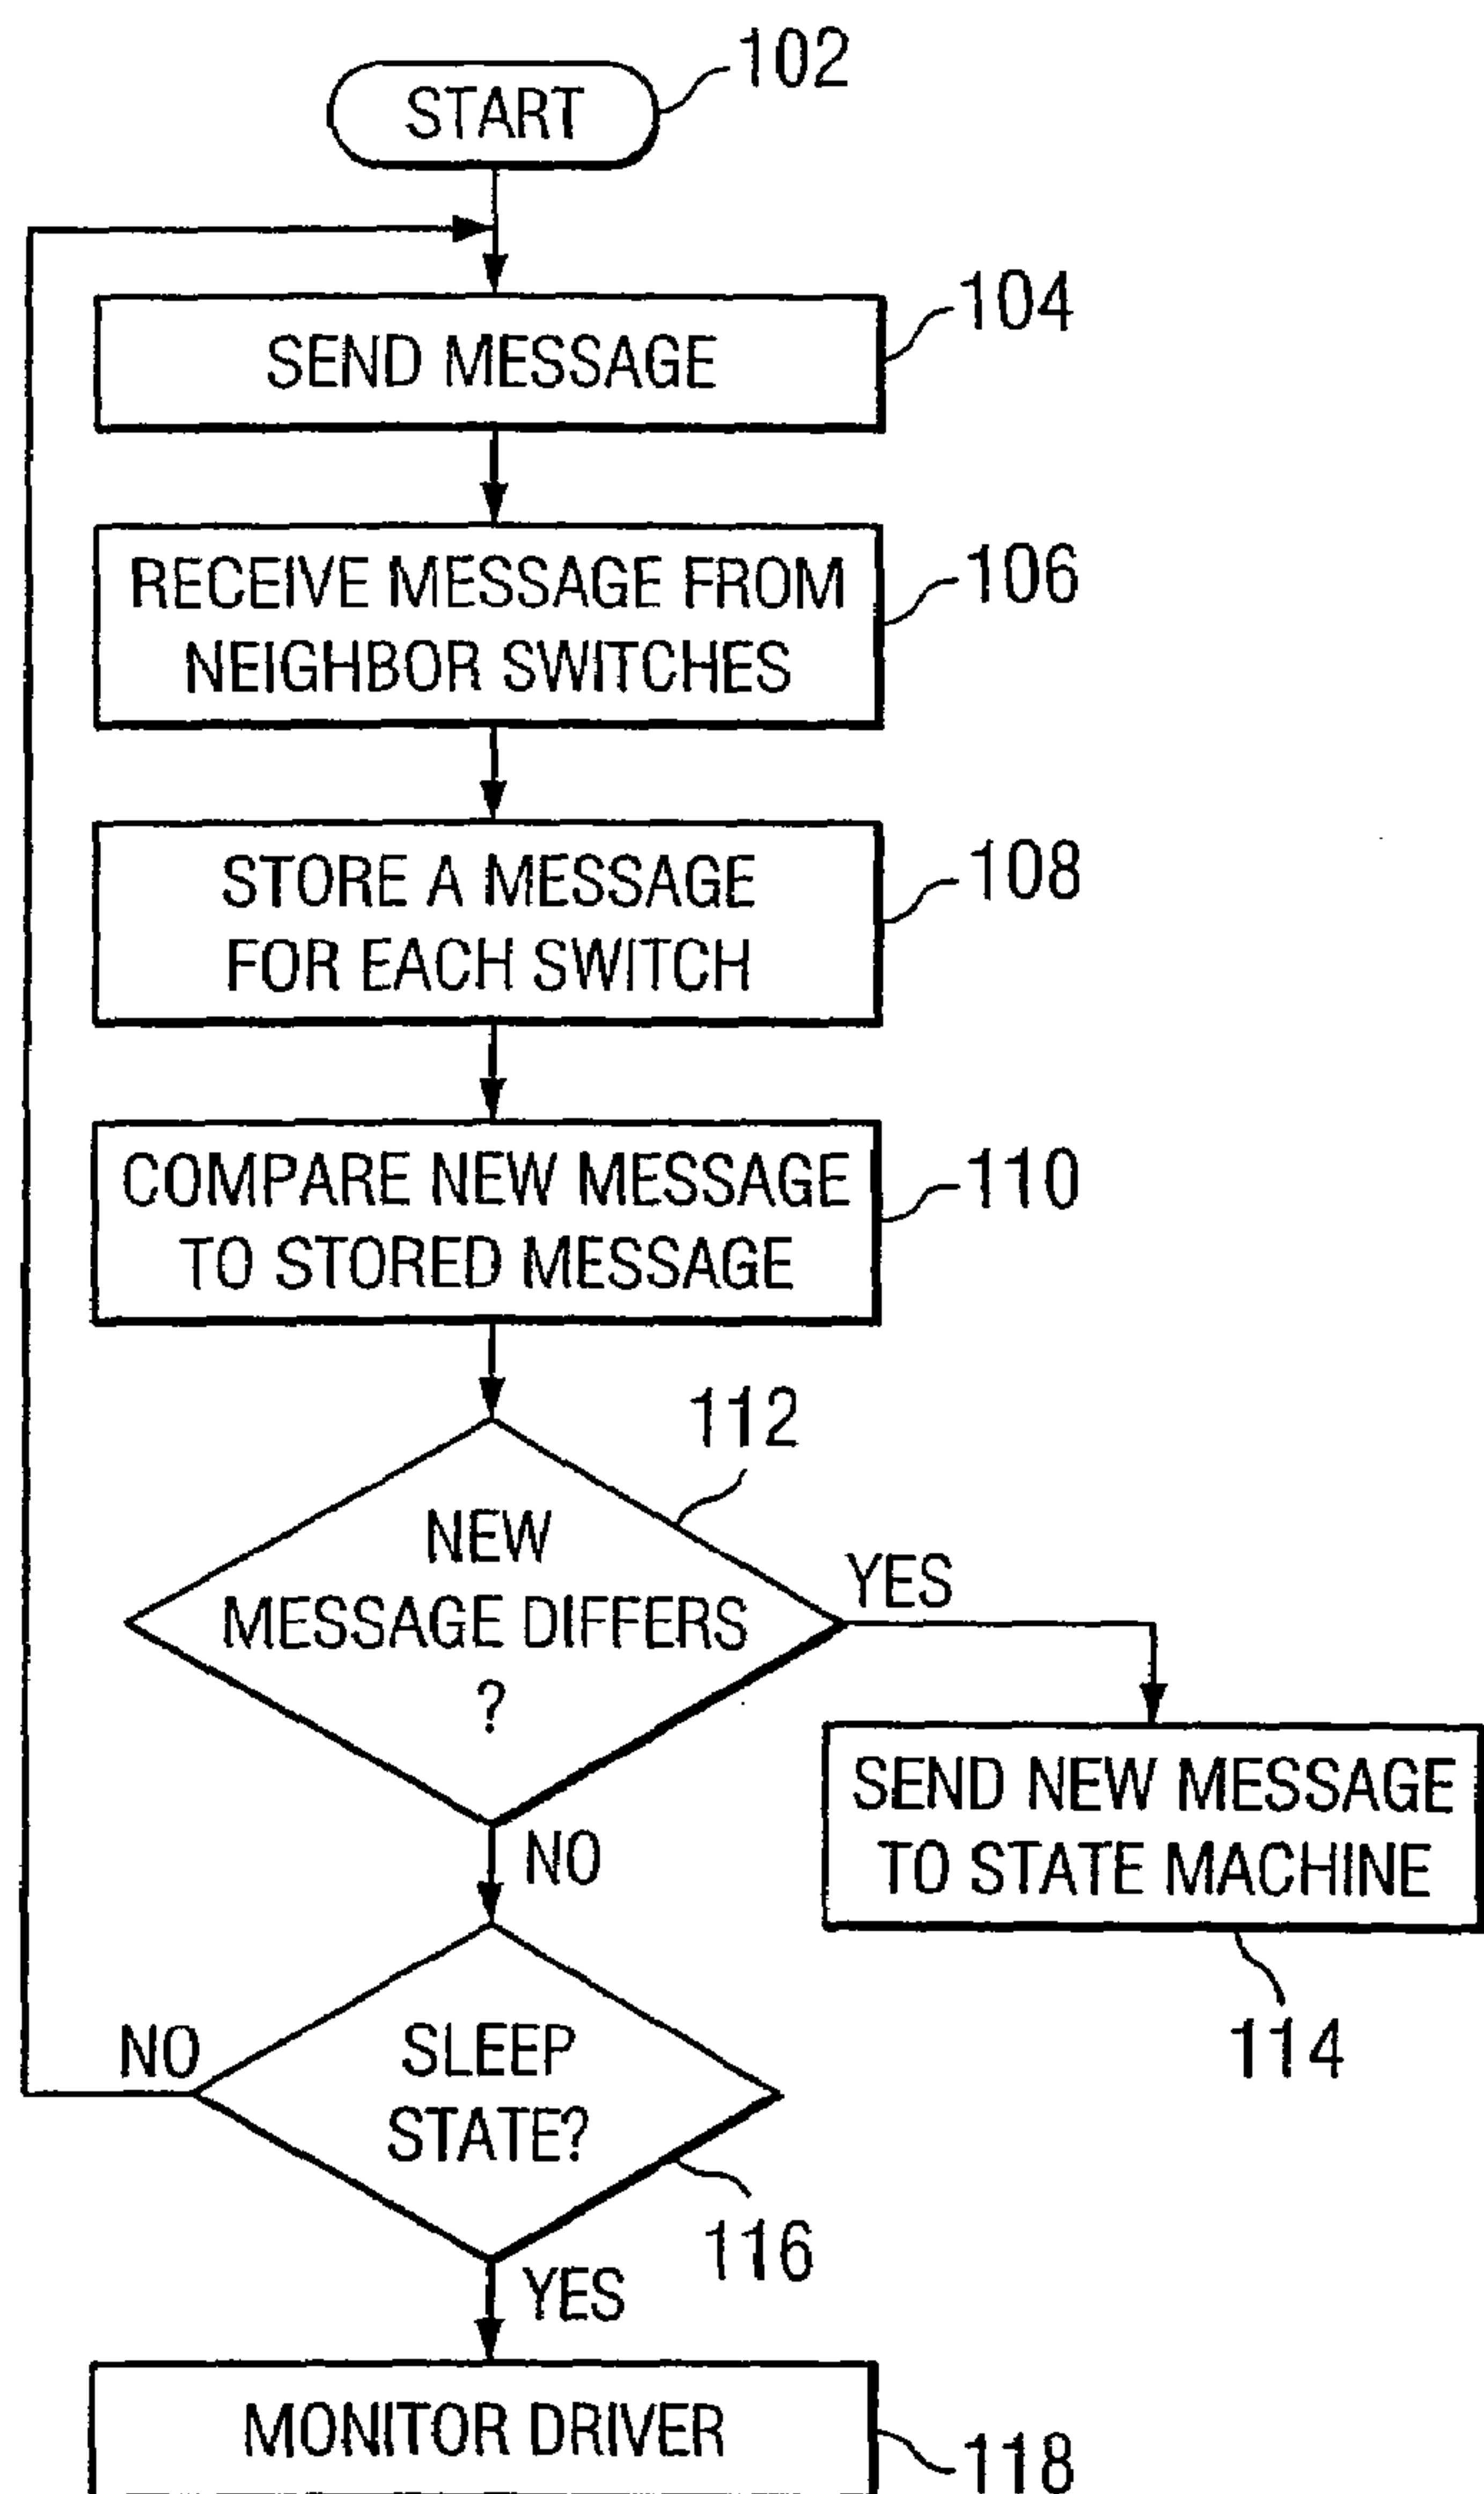 START
102
SEND MESSAGE
104
RECEIVE MESSAGE FROM
NEIGHBOR SWITCHES
106
STORE A MESSAGE
FOR EACH SWITCH
108
COMPARE NEW MESSAGE
TO STORED MESSAGE
110
112
NEW
MESSAGE DIFFERS
?
YES
SEND NEW MESSAGE
TO STATE MACHINE
114
NO
SLEEP
STATE?
NO
116
YES
MONITOR DRIVER
118